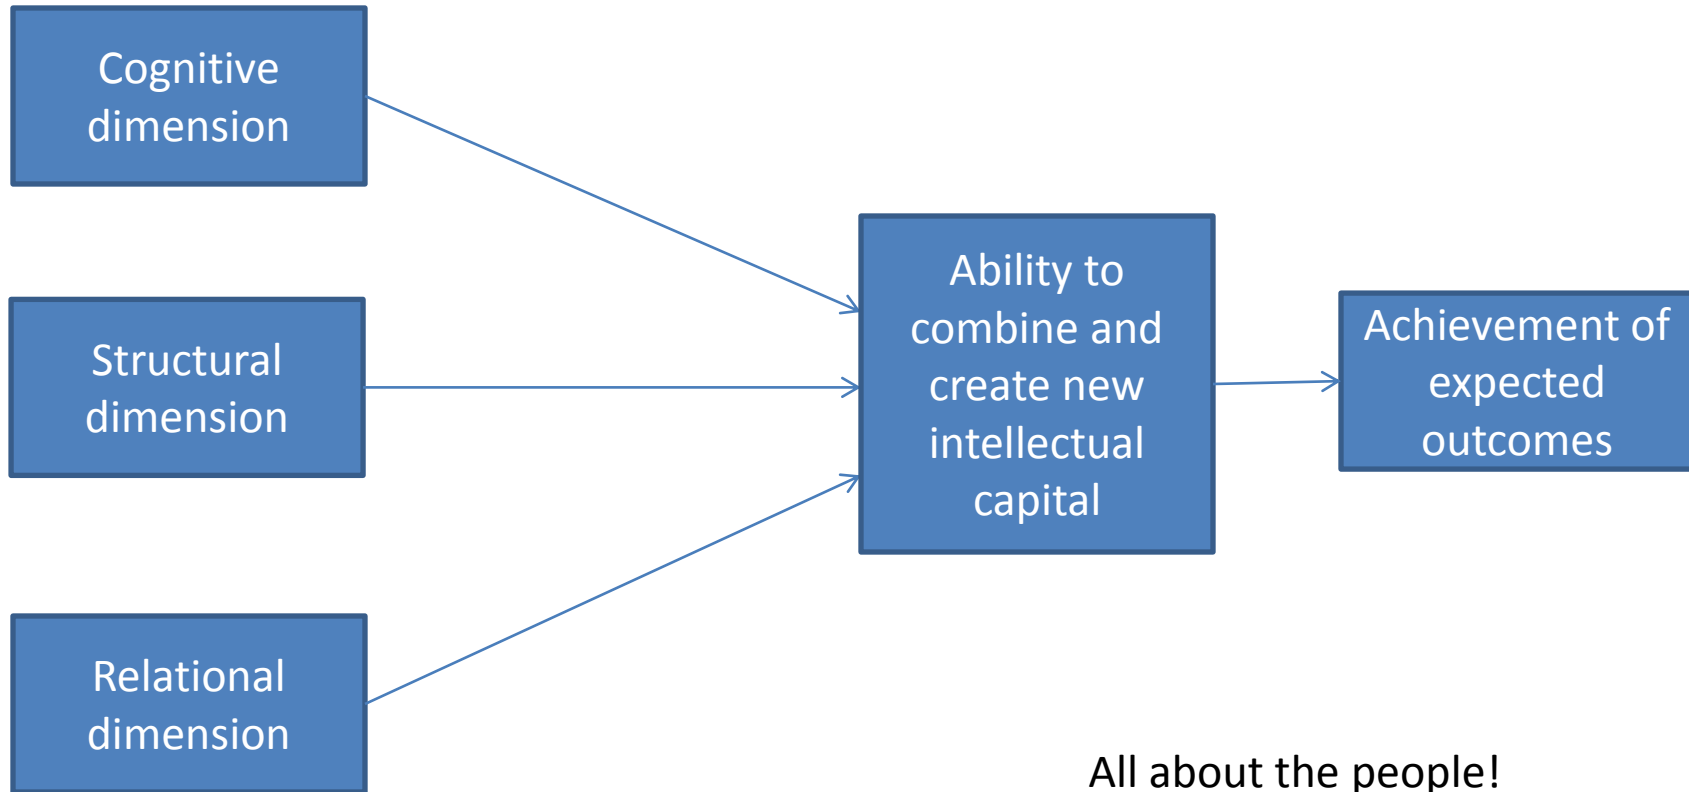 Cognitive
dimension
Structural
dimension
Relational
dimension
Ability to
combine and
create new
intellectual
capital
Achievement of
expected
outcomes
All about the people!